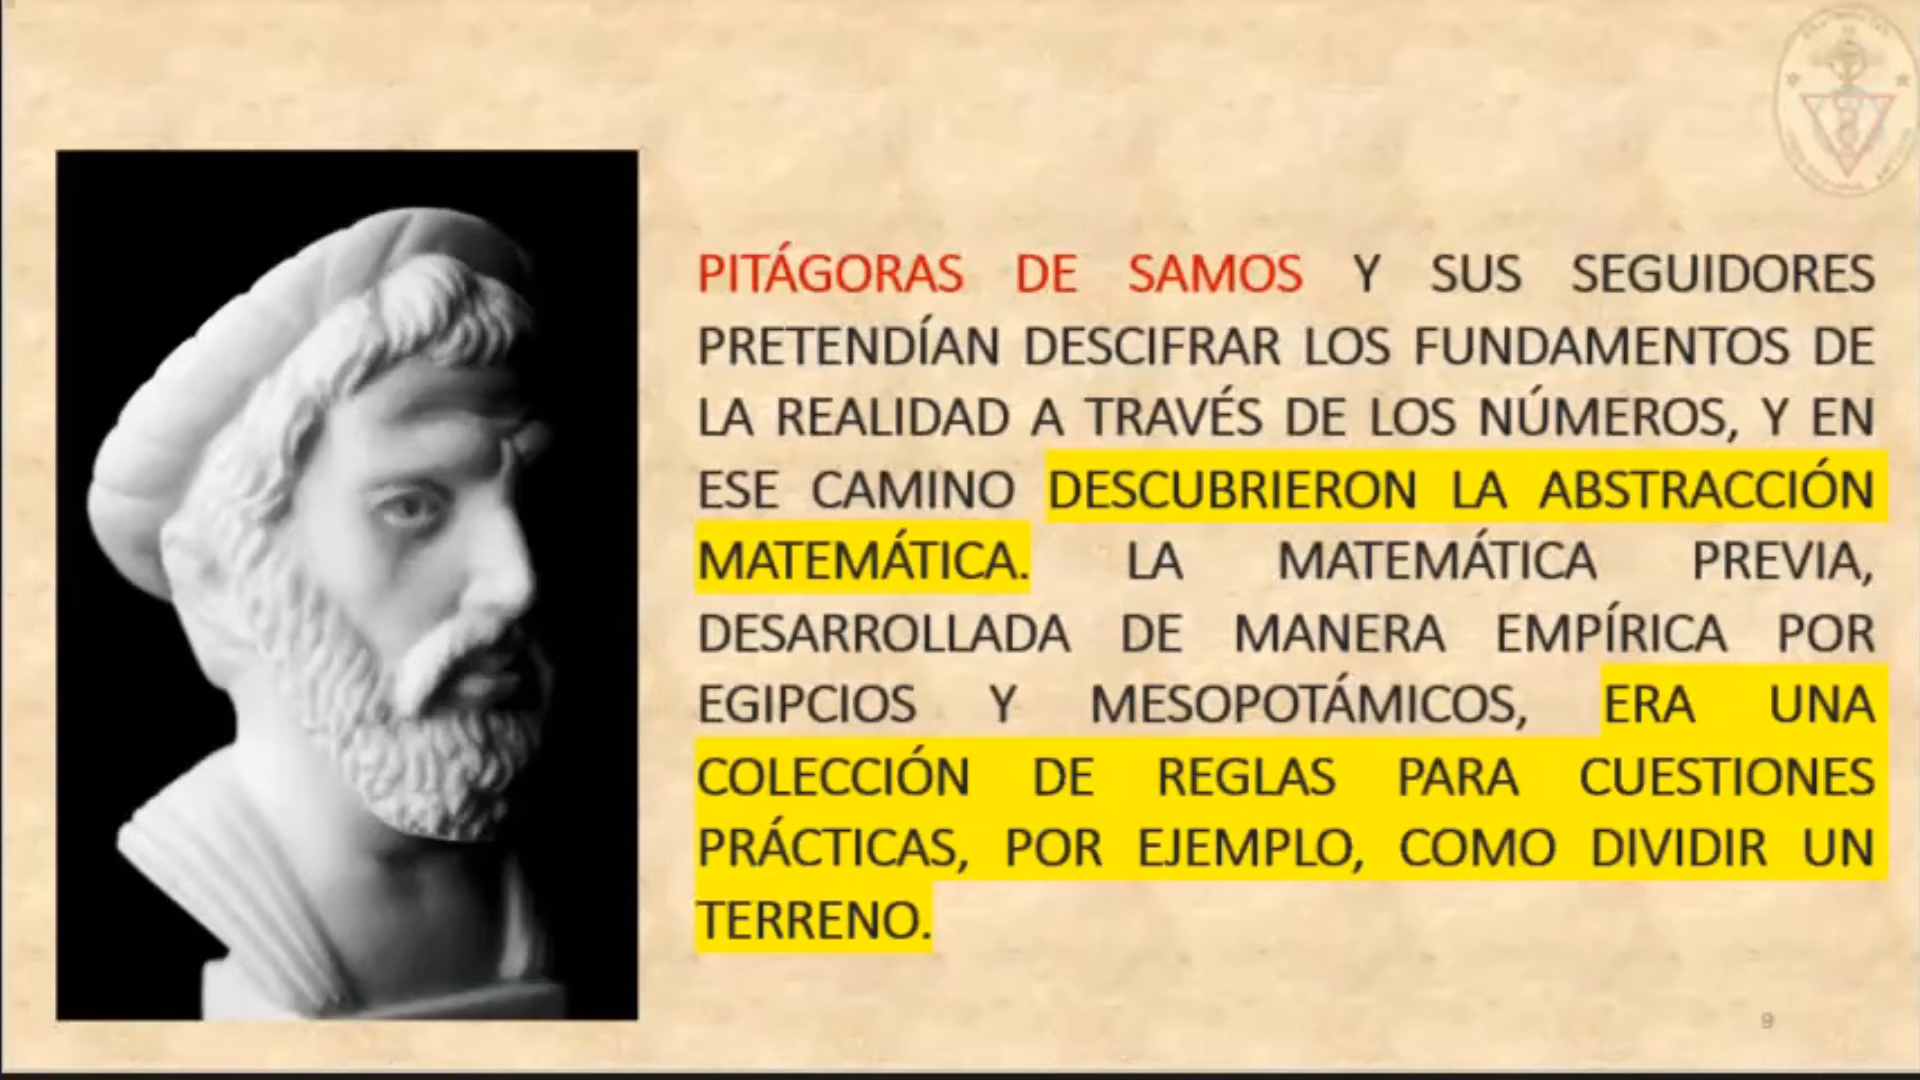 PITÁGORAS DE SAMOS Y SUS SEGUIDORES
PRETENDÍAN DESCIFRAR LOS FUNDAMENTOS DE
LA REALIDAD A TRAVÉS DE LOS NÚMEROS, Y EN
ESE CAMINO DESCUBRIERON LA ABSTRACCIÓN
MATEMÁTICA. LA MATEMÁTICA PREVIA,
DESARROLLADA DE MANERA EMPÍRICA POR
EGIPCIOS Y MESOPOTÁMICOS, ERA UNA
COLECCIÓN DE REGLAS PARA CUESTIONES
PRÁCTICAS, POR EJEMPLO, COMO DIVIDIR UN
TERRENO.
9